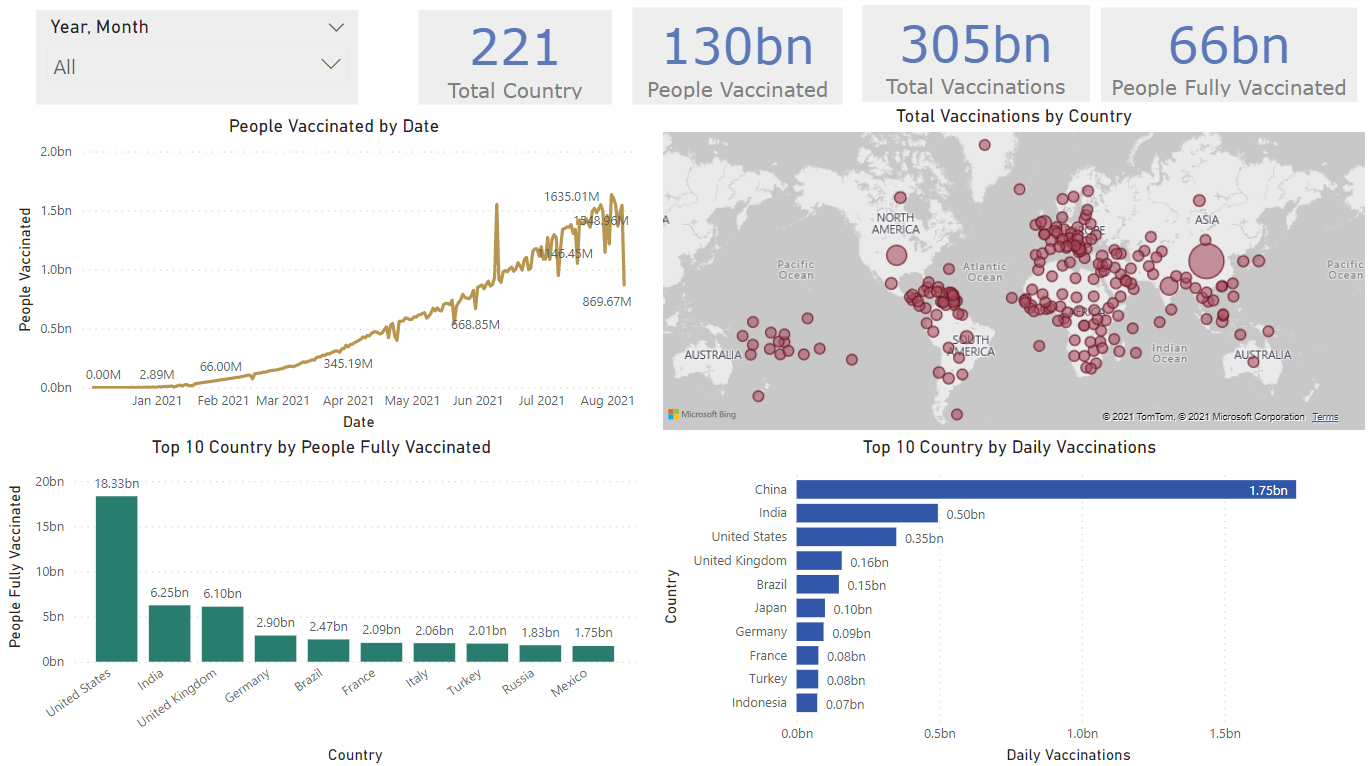 Year, Month
All
221
Total Country
130bn
People Vaccinated
305bn
Total Vaccinations
66bn
People Fully Vaccinated
People Vaccinated by Date
People Vaccinated
2.0bn
1.5bn
1.0bn
0.5bn
0.0bn
0.00M
2.89M
66.00M
345.19M
668.85M
1146.45M
1635.01M
1548.96M
869.67M
Jan 2021
Feb 2021
Mar 2021
Apr 2021
May 2021
Jun 2021
Jul 2021
Aug 2021
Date
Total Vaccinations by Country
NORTH
AMERICA
EUROPE
ASIA
A
Pacific
Ocean
Atlantic
Ocean
Pacific
Ocean
AFRICA
SOUTH
AMERICA
Indian
Ocean
AUSTRALIA
AUSTRALIA
Microsoft Bing
© 2021 TomTom, © 2021 Microsoft Corporation Terms
Top 10 Country by People Fully Vaccinated
People Fully Vaccinated
20bn
15bn
10bn
5bn
0bn
18.33bn
6.25bn
6.10bn
2.90bn
2.47bn
2.09bn
2.06bn
2.01bn
1.83bn
1.75bn
United States
India
United Kingdom
Germany
Brazil
France
Italy
Turkey
Russia
Mexico
Country
Top 10 Country by Daily Vaccinations
Country
China 1.75bn
India 0.50bn
United States 0.35bn
United Kingdom 0.16bn
Brazil 0.15bn
Japan 0.10bn
Germany 0.09bn
France 0.08bn
Turkey 0.08bn
Indonesia 0.07bn
0.0bn
0.5bn
1.0bn
1.5bn
Daily Vaccinations